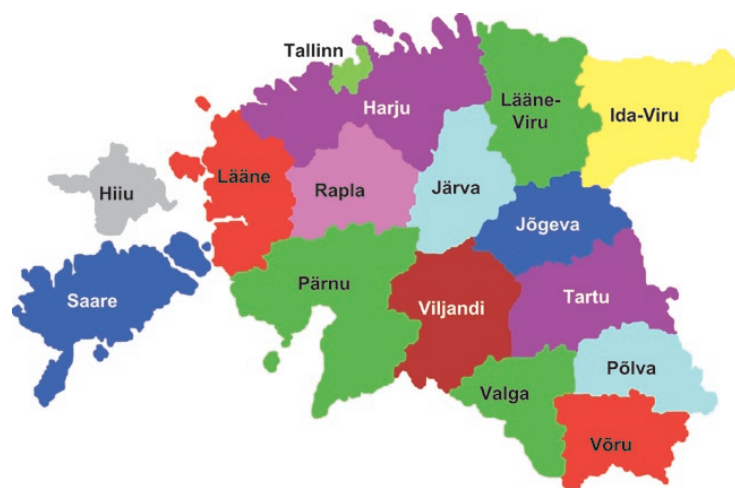 Tallinn
Harju
Lääne-
Viru
Ida-Viru
Hiiu
Lääne
Rapla
Järva
Jõgeva
Saare
Pärnu
Viljandi
Tartu
Valga
Põlva
Võru